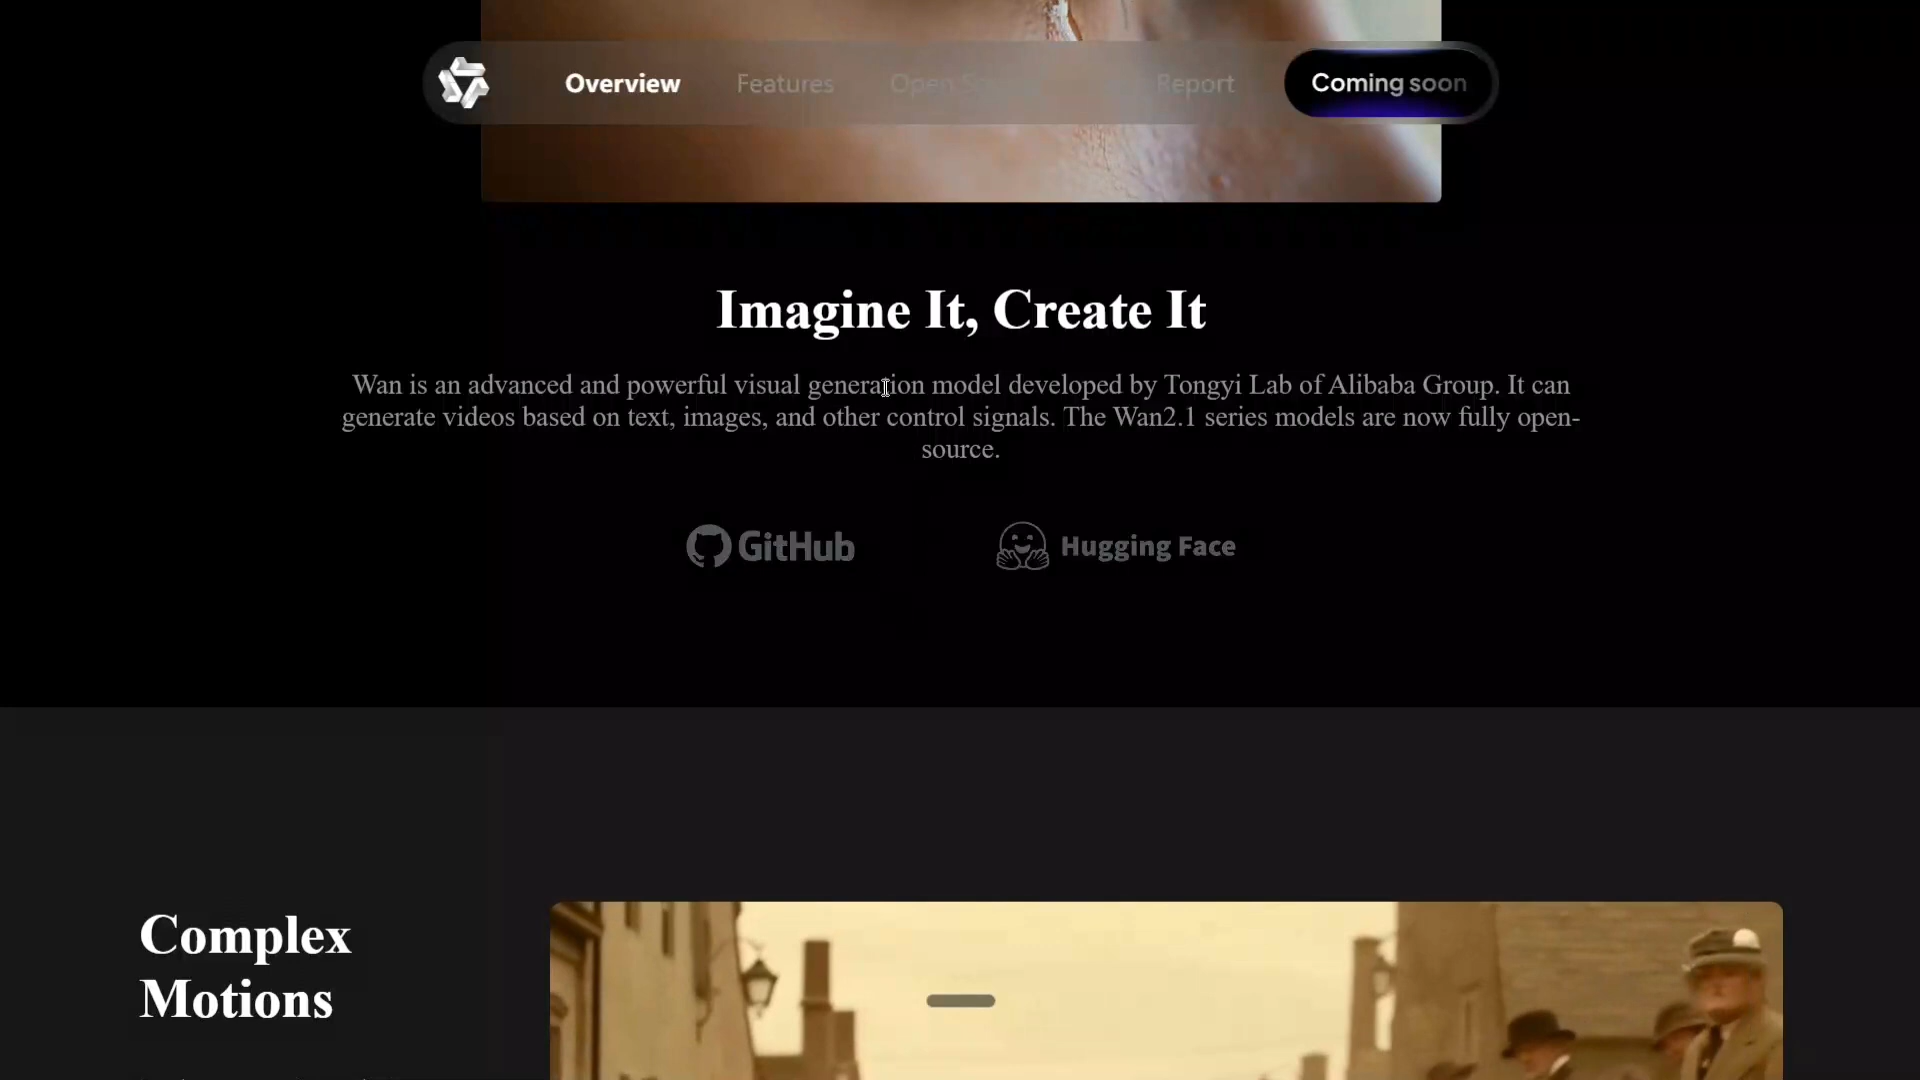 Overview Features Open Report Coming soon
Imagine It, Create It
Wan is an advanced and powerful visual generation model developed by Tongyi Lab of Alibaba Group. It can
generate videos based on text, images, and other control signals. The Wan2.1 series models are now fully open-
source.
GitHub Hugging Face
Complex
Motions